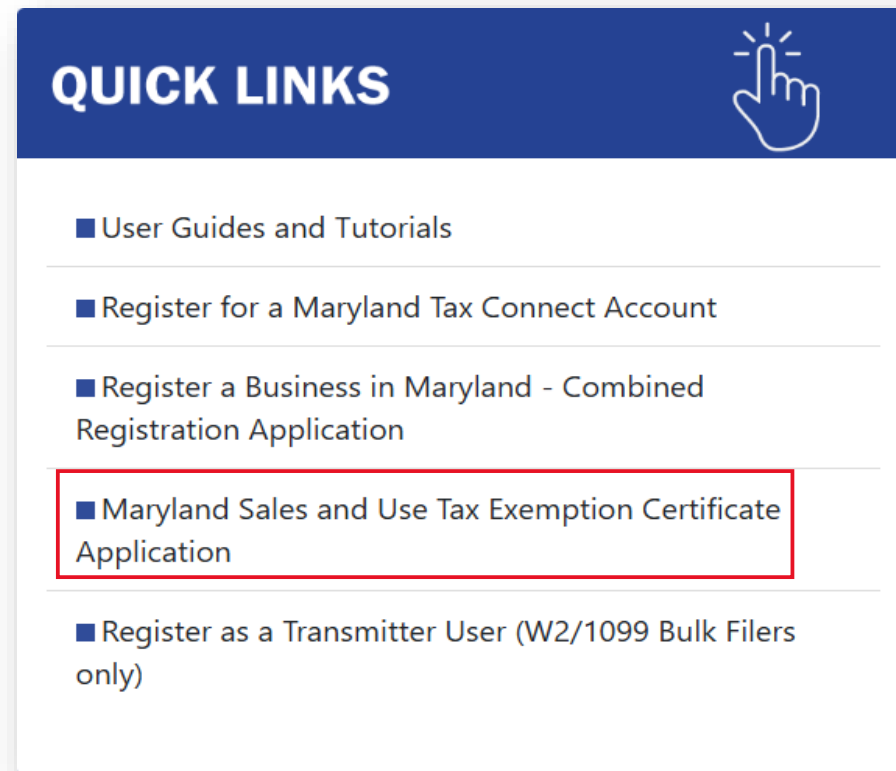 QUICK LINKS
User Guides and Tutorials
Register for a Maryland Tax Connect Account
Register a Business in Maryland - Combined
Registration Application
Maryland Sales and Use Tax Exemption Certificate
Application
Register as a Transmitter User (W2/1099 Bulk Filers
only)